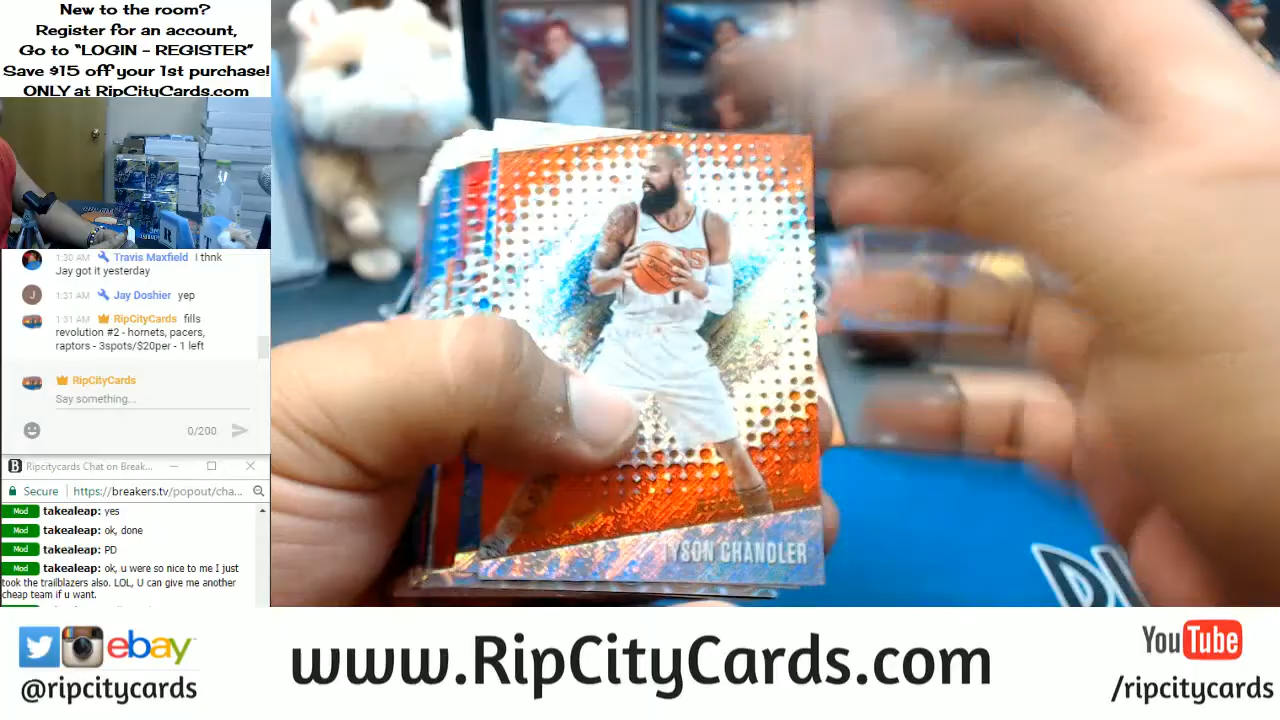 New to the room?
Register for an account,
Go to “LOGIN - REGISTER”
Save $15 off your 1st purchase!
ONLY at RipCityCards.com
1:30 AM Travis Maxfield I thnk
Jay got it yesterday
J 1:31 AM Jay Doshier yep
1:31 AM RipCityCards fills
revolution #2 - hornets, pacers,
raptors - 3spots/$20per - 1 left
RipCityCards
Say something...
0/200
Ripcitycards Chat on Break...
Secure https://breakers.tv/popout/cha...
Mod takealeap: yes
Mod takealeap: ok, done
Mod takealeap: PD
Mod takealeap: ok, u were so nice to me I just
took the trailblazers also. LOL, U can give me another
cheap team if u want.
TYSON CHANDLER
ebay
@ripcitycards
www.RipCityCards.com
YouTube
/ripcitycards